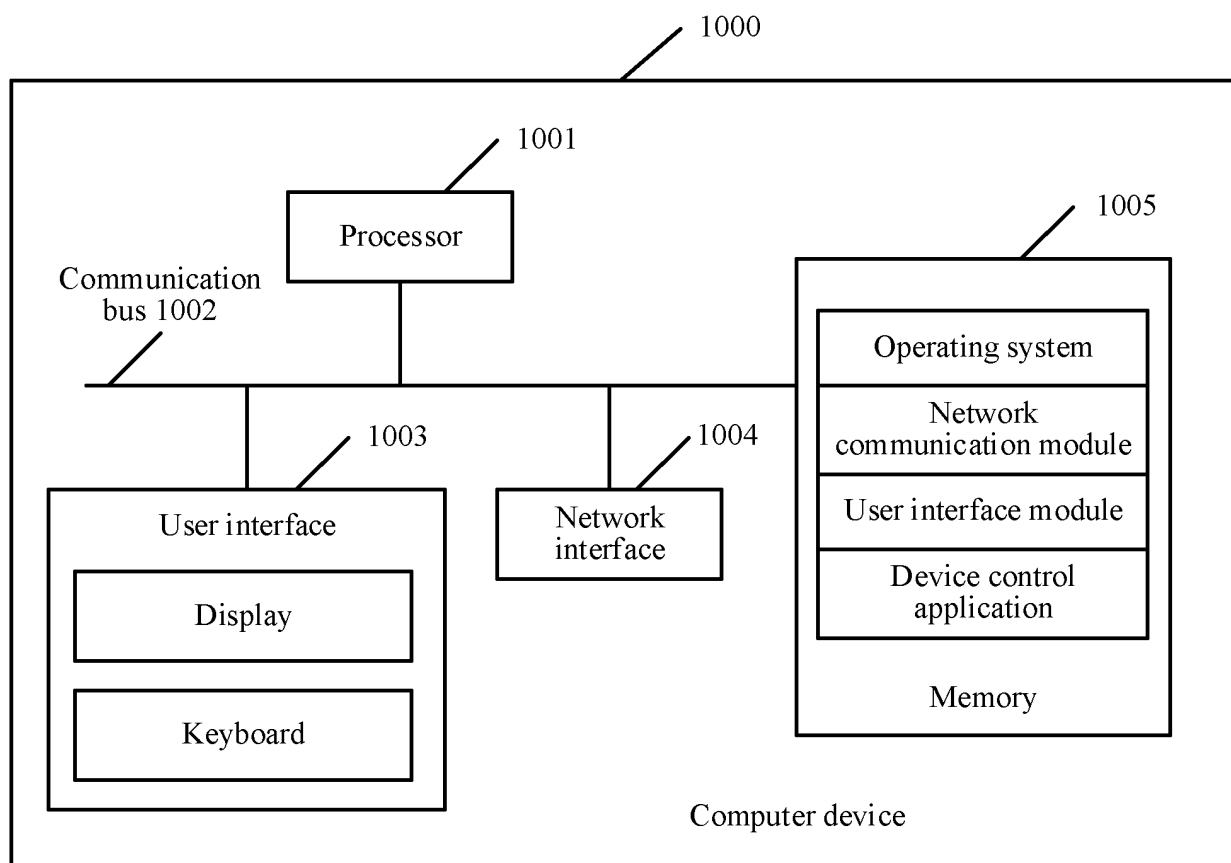 1000
1001
Processor
1005
Communication
bus 1002
Operating system
Network
communication module
User interface module
Device control
application
Memory
1003
User interface
Display
Keyboard
1004
Network
interface
Computer device